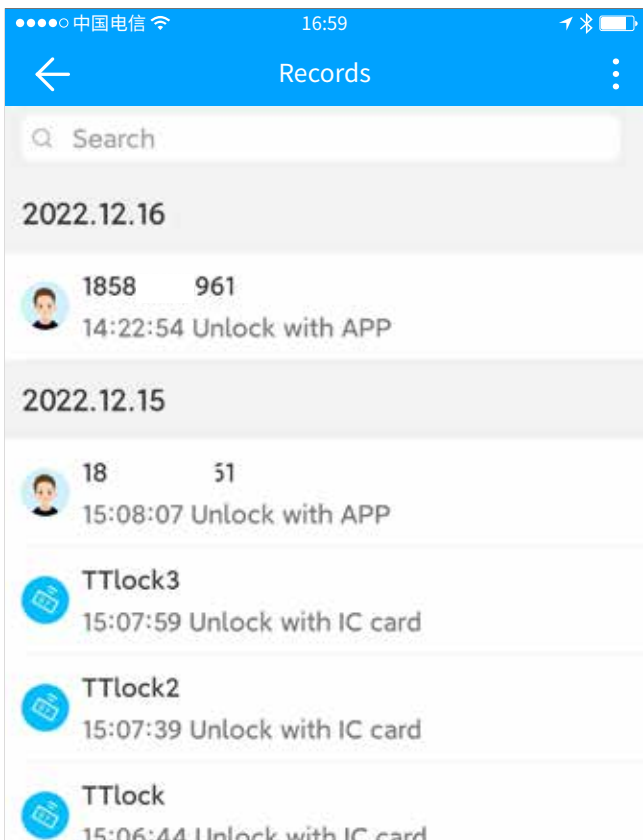 中国电信 16:59
Records
Search
2022.12.16
1858 961
14:22:54 Unlock with APP
2022.12.15
18 51
15:08:07 Unlock with APP
TTlock3
15:07:59 Unlock with IC card
TTlock2
15:07:39 Unlock with IC card
TTlock
15:06:44 Unlock with IC card